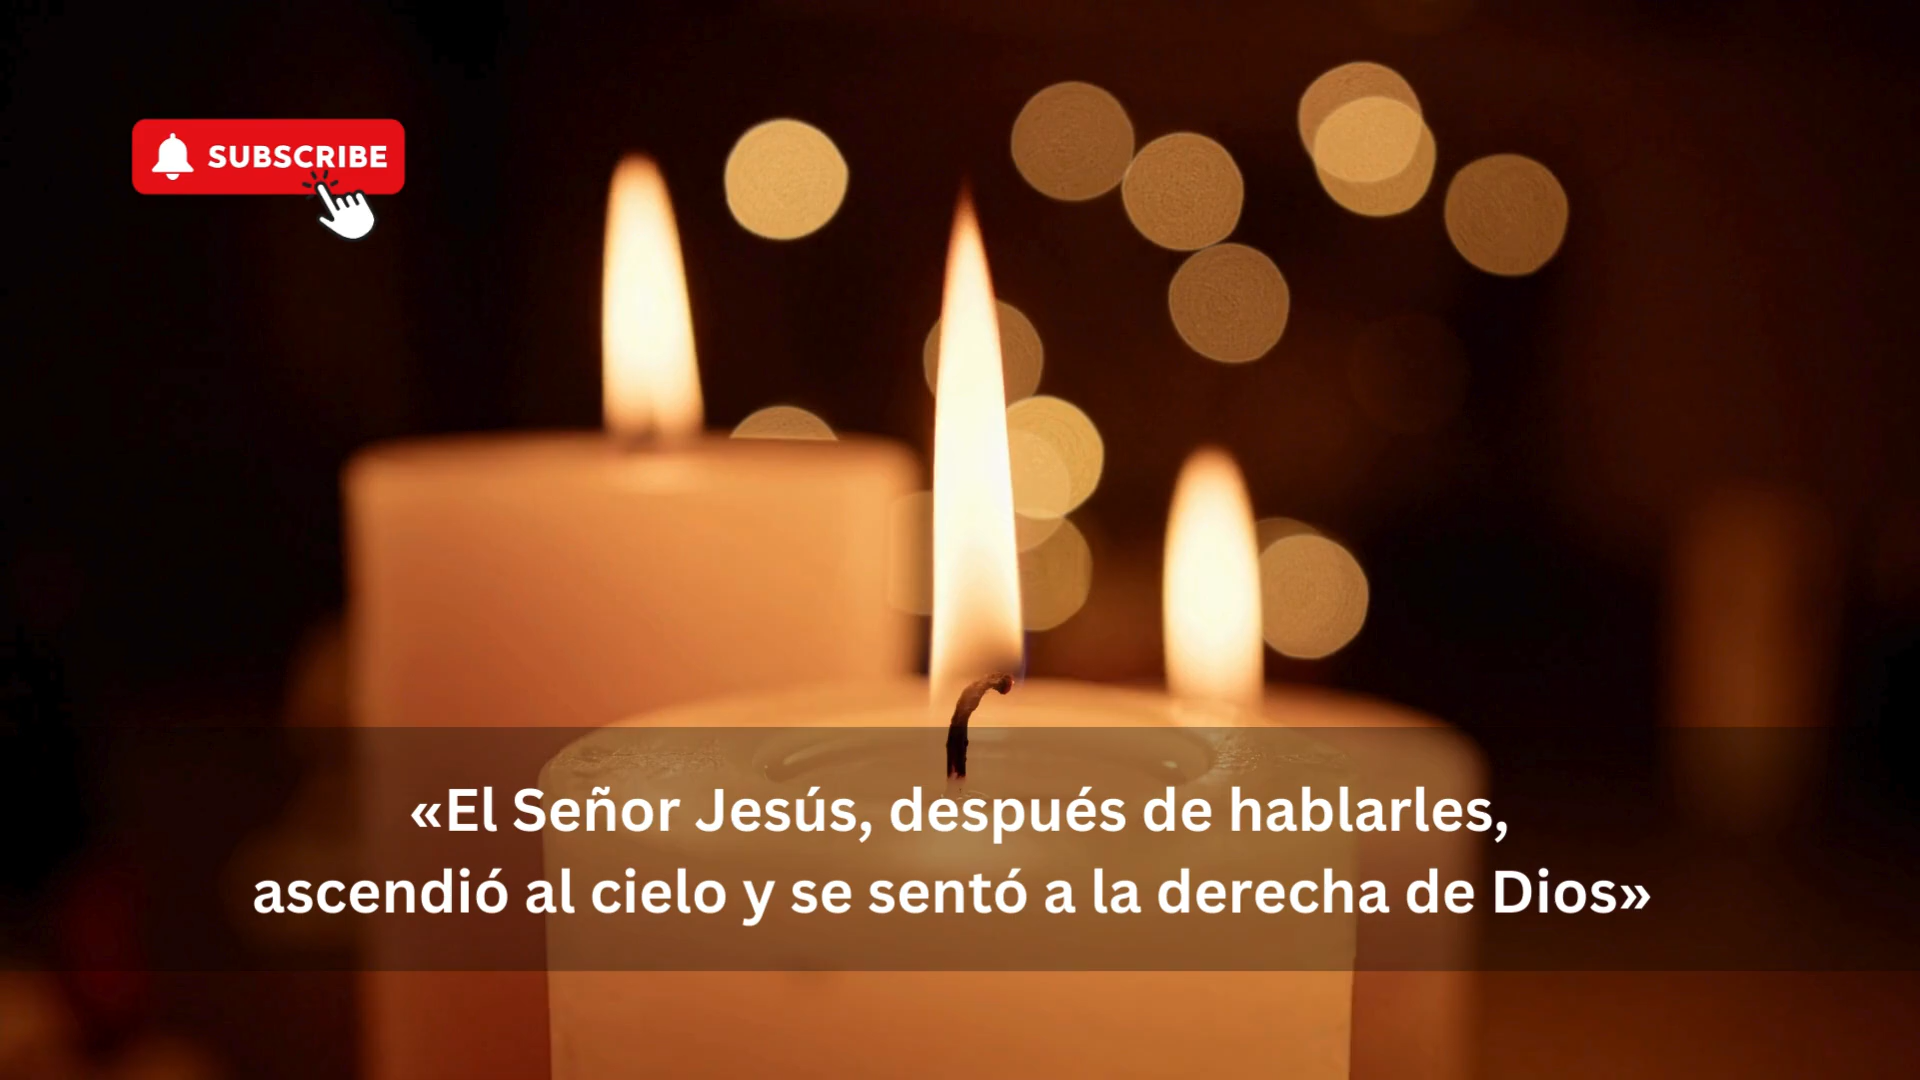 SUBSCRIBE
«El Señor Jesús, después de hablarles,
ascendió al cielo y se sentó a la derecha de Dios»